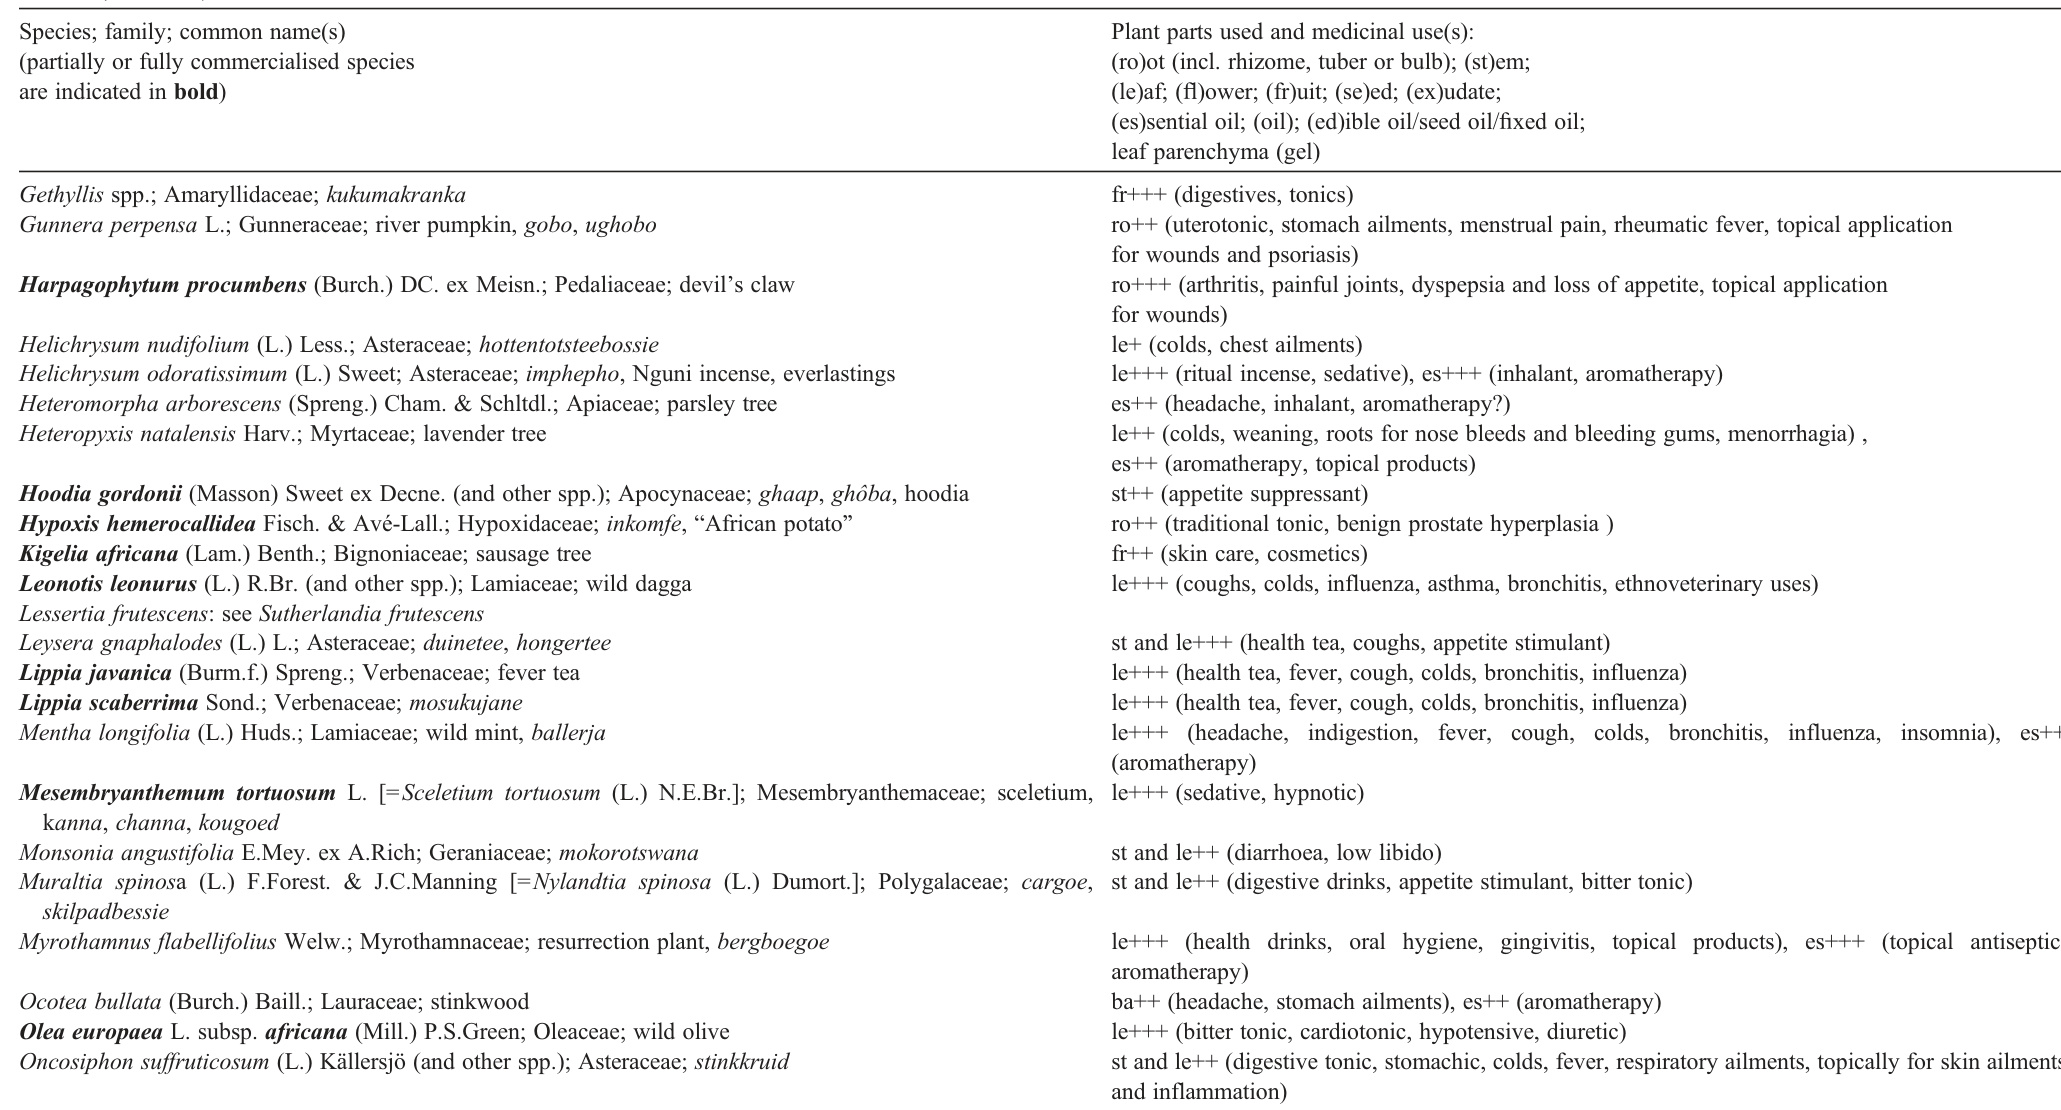 Species; family; common name(s)
(partially or fully commercialised species
are indicated in bold)
Plant parts used and medicinal use(s):
(ro)ot (incl. rhizome, tuber or bulb); (st)em;
(le)af; (fl)ower; (fr)uit; (se)ed; (ex)udate;
(es)sential oil; (oil); (ed)ible oil/seed oil/fixed oil;
leaf parenchyma (gel)
Gethyllis spp.; Amaryllidaceae; kukumakranka fr+++ (digestives, tonics)
Gunnera perpensa L.; Gunneraceae; river pumpkin, gobo, ughobo ro++ (uterotonic, stomach ailments, menstrual pain, rheumatic fever, topical application
for wounds and psoriasis)
Harpagophytum procumbens (Burch.) DC. ex Meisn.; Pedaliaceae; devil's claw ro+++ (arthritis, painful joints, dyspepsia and loss of appetite, topical application
for wounds)
Helichrysum nudifolium (L.) Less.; Asteraceae; hottentotsteebossie le+ (colds, chest ailments)
Helichrysum odoratissimum (L.) Sweet; Asteraceae; imphepho, Nguni incense, everlastings le+++ (ritual incense, sedative), es+++ (inhalant, aromatherapy)
Heteromorpha arborescens (Spreng.) Cham. & Schltdl.; Apiaceae; parsley tree es++ (headache, inhalant, aromatherapy?)
Heteropyxis natalensis Harv.; Myrtaceae; lavender tree le++ (colds, weaning, roots for nose bleeds and bleeding gums, menorrhagia) ,
es++ (aromatherapy, topical products)
Hoodia gordonii (Masson) Sweet ex Decne. (and other spp.); Apocynaceae; ghaap, ghôba, hoodia st++ (appetite suppressant)
Hypoxis hemerocallidea Fisch. & Avé-Lall.; Hypoxidaceae; inkomfe, “African potato” ro++ (traditional tonic, benign prostate hyperplasia )
Kigelia africana (Lam.) Benth.; Bignoniaceae; sausage tree fr++ (skin care, cosmetics)
Leonotis leonurus (L.) R.Br. (and other spp.); Lamiaceae; wild dagga le+++ (coughs, colds, influenza, asthma, bronchitis, ethnoveterinary uses)
Lessertia frutescens: see Sutherlandia frutescens
Leysera gnaphalodes (L.) L.; Asteraceae; duinetee, hongertee st and le+++ (health tea, coughs, appetite stimulant)
Lippia javanica (Burm.f.) Spreng.; Verbenaceae; fever tea le+++ (health tea, fever, cough, colds, bronchitis, influenza)
Lippia scaberrima Sond.; Verbenaceae; mosukujane le+++ (health tea, fever, cough, colds, bronchitis, influenza)
Mentha longifolia (L.) Huds.; Lamiaceae; wild mint, ballerja le+++ (headache, indigestion, fever, cough, colds, bronchitis, influenza, insomnia), es++
(aromatherapy)
Mesembryanthemum tortuosum L. [=Sceletium tortuosum (L.) N.E.Br.]; Mesembryanthemaceae; sceletium, le+++ (sedative, hypnotic)
kanna, channa, kougoed
Monsonia angustifolia E.Mey. ex A.Rich; Geraniaceae; mokorotswana st and le++ (diarrhoea, low libido)
Muraltia spinosa (L.) F.Forest. & J.C.Manning [=Nylandtia spinosa (L.) Dumort.]; Polygalaceae; cargoe, st and le++ (digestive drinks, appetite stimulant, bitter tonic)
skilpadbessie
Myrothamnus flabellifolius Welw.; Myrothamnaceae; resurrection plant, bergboegoe le+++ (health drinks, oral hygiene, gingivitis, topical products), es+++ (topical antiseptic
aromatherapy)
Ocotea bullata (Burch.) Baill.; Lauraceae; stinkwood ba++ (headache, stomach ailments), es++ (aromatherapy)
Olea europaea L. subsp. africana (Mill.) P.S.Green; Oleaceae; wild olive le+++ (bitter tonic, cardiotonic, hypotensive, diuretic)
Oncosiphon suffruticosum (L.) Källersjö (and other spp.); Asteraceae; stinkkruid st and le++ (digestive tonic, stomachic, colds, fever, respiratory ailments, topically for skin ailments
and inflammation)